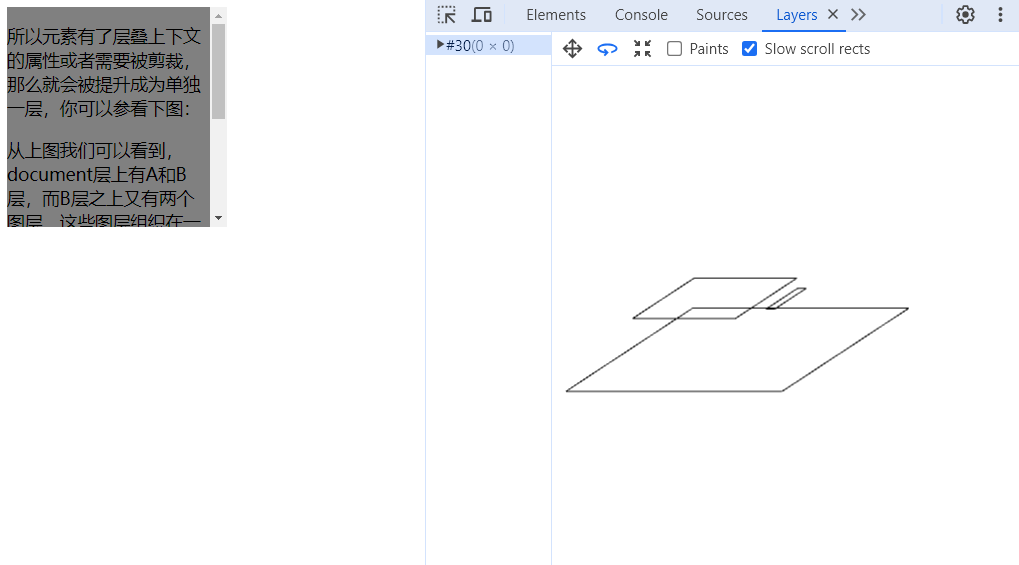 所以元素有了层叠上下文
的属性或者需要被剪裁，
那么就会被提升成为单独
一层，你可以参看下图：
从上图我们可以看到，
document层上有A和B
层，而B层之上又有两个
图层。这些图层组织在一
Elements Console Sources Layers
#30(0 × 0)
Paints Slow scroll rects